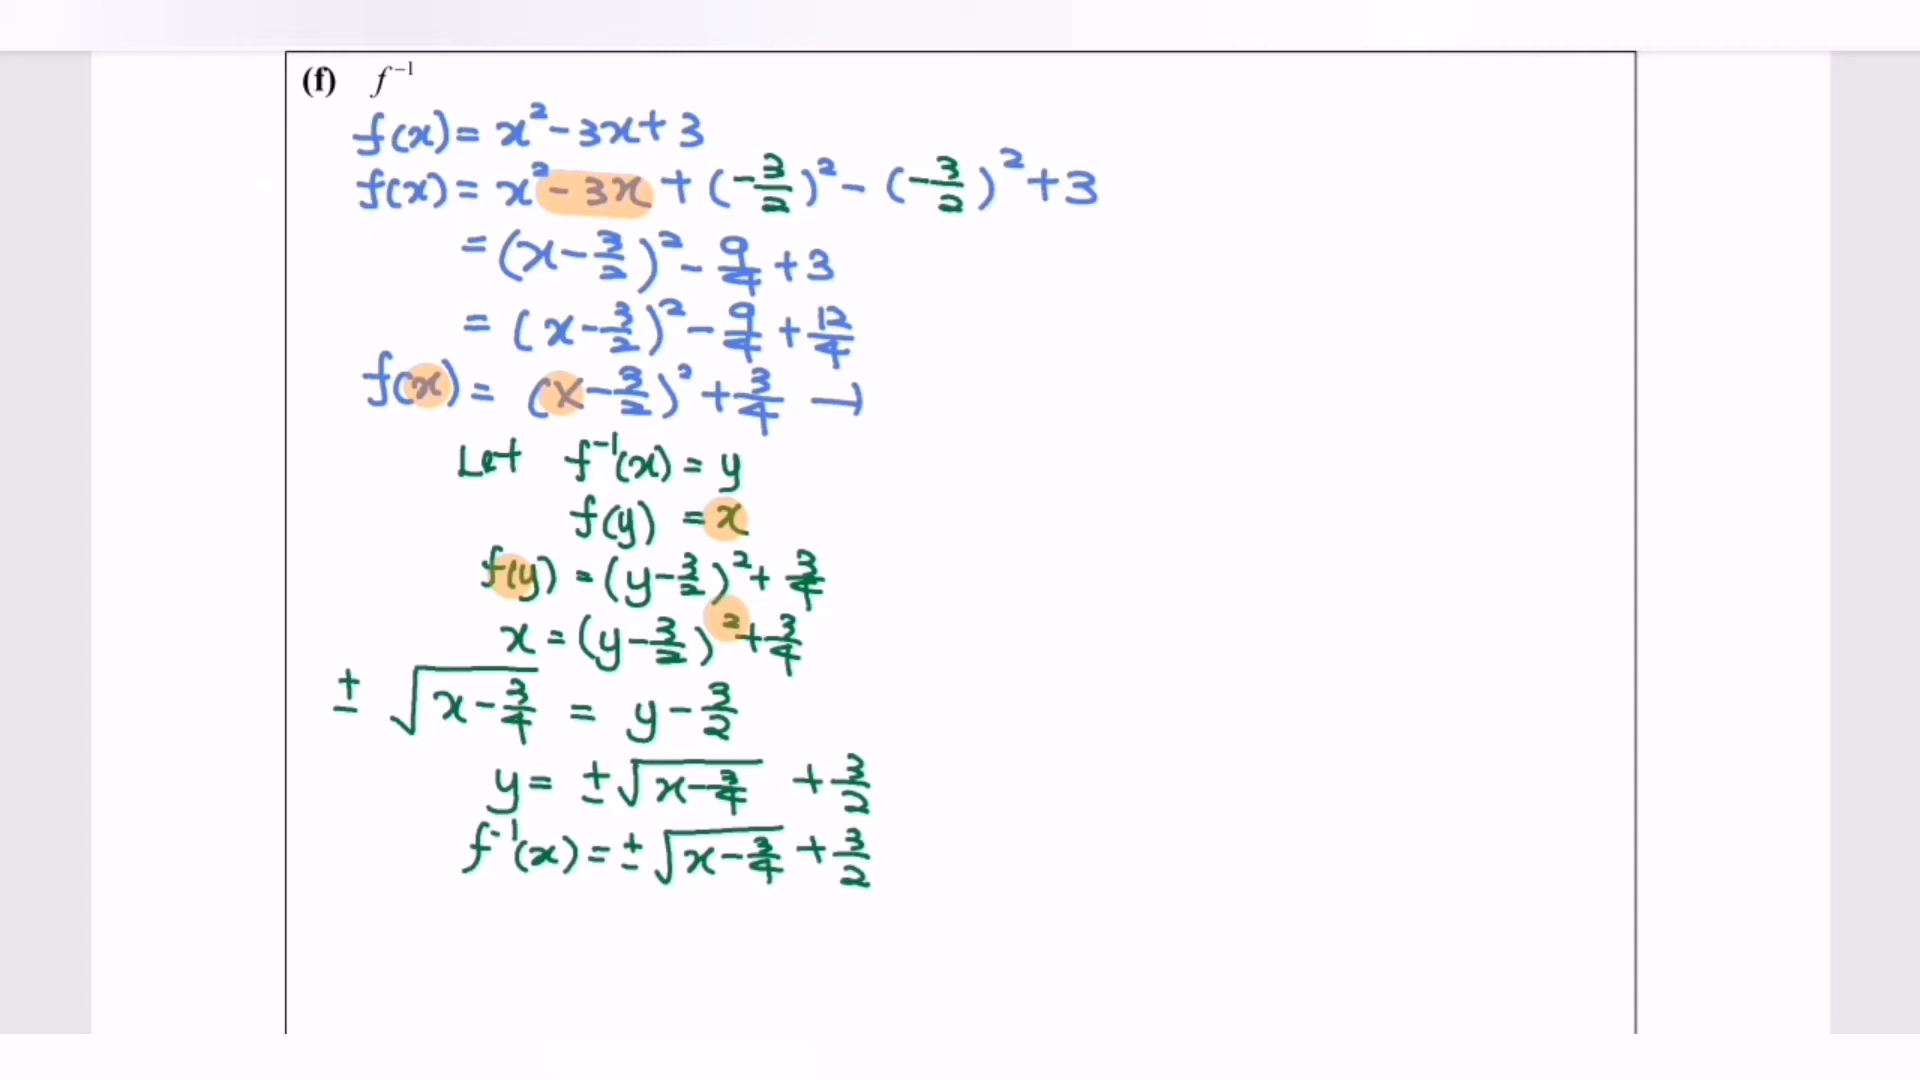 (f) f⁻¹
f(x) = x² - 3x + 3
f(x) = x² - 3x + (-3/2)² - (-3/2)² + 3
= (x - 3/2)² - 9/4 + 3
= (x - 3/2)² - 9/4 + 12/4
f(x) = (x - 3/2)² + 3/4
Let f⁻¹(x) = y
f(y) = x
f(y) = (y - 3/2)² + 3/4
x = (y - 3/2)² + 3/4
± √(x - 3/4) = y - 3/2
y = ± √(x - 3/4) + 3/2
f⁻¹(x) = ± √(x - 3/4) + 3/2